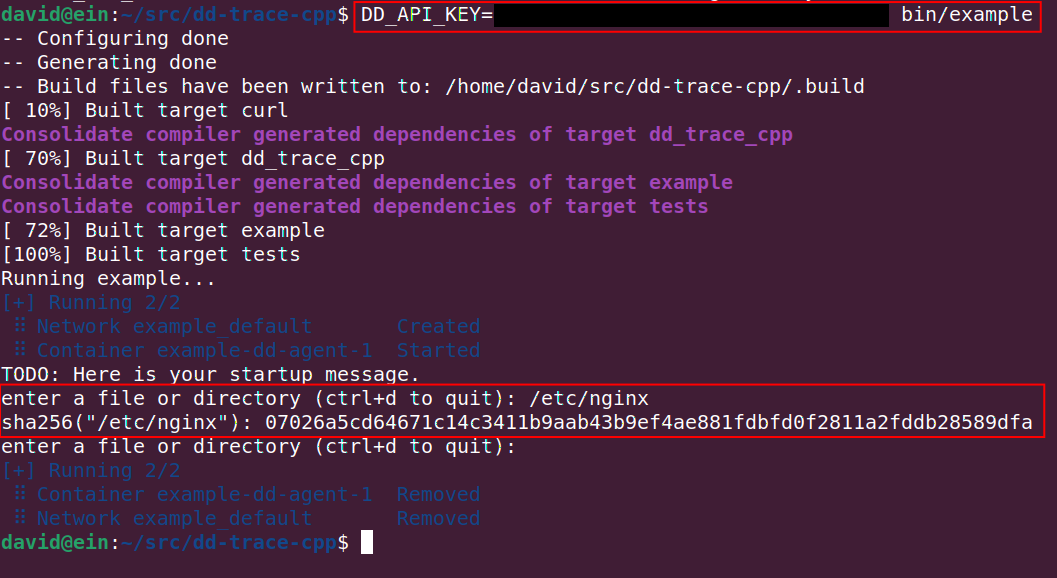 david@ein:~/src/dd-trace-cpp$ DD_API_KEY= bin/example
-- Configuring done
-- Generating done
-- Build files have been written to: /home/david/src/dd-trace-cpp/.build
[ 10%] Built target curl
Consolidate compiler generated dependencies of target dd_trace_cpp
[ 70%] Built target dd_trace_cpp
Consolidate compiler generated dependencies of target example
Consolidate compiler generated dependencies of target tests
[ 72%] Built target example
[100%] Built target tests
Running example...
[+] Running 2/2
⠿ Network example_default Created
⠿ Container example-dd-agent-1 Started
TODO: Here is your startup message.
enter a file or directory (ctrl+d to quit): /etc/nginx
sha256("/etc/nginx"): 07026a5cd64671c14c3411b9aab43b9ef4ae881fdbfd0f2811a2fddb28589dfa
enter a file or directory (ctrl+d to quit):
[+] Running 2/2
⠿ Container example-dd-agent-1 Removed
⠿ Network example_default Removed
david@ein:~/src/dd-trace-cpp$